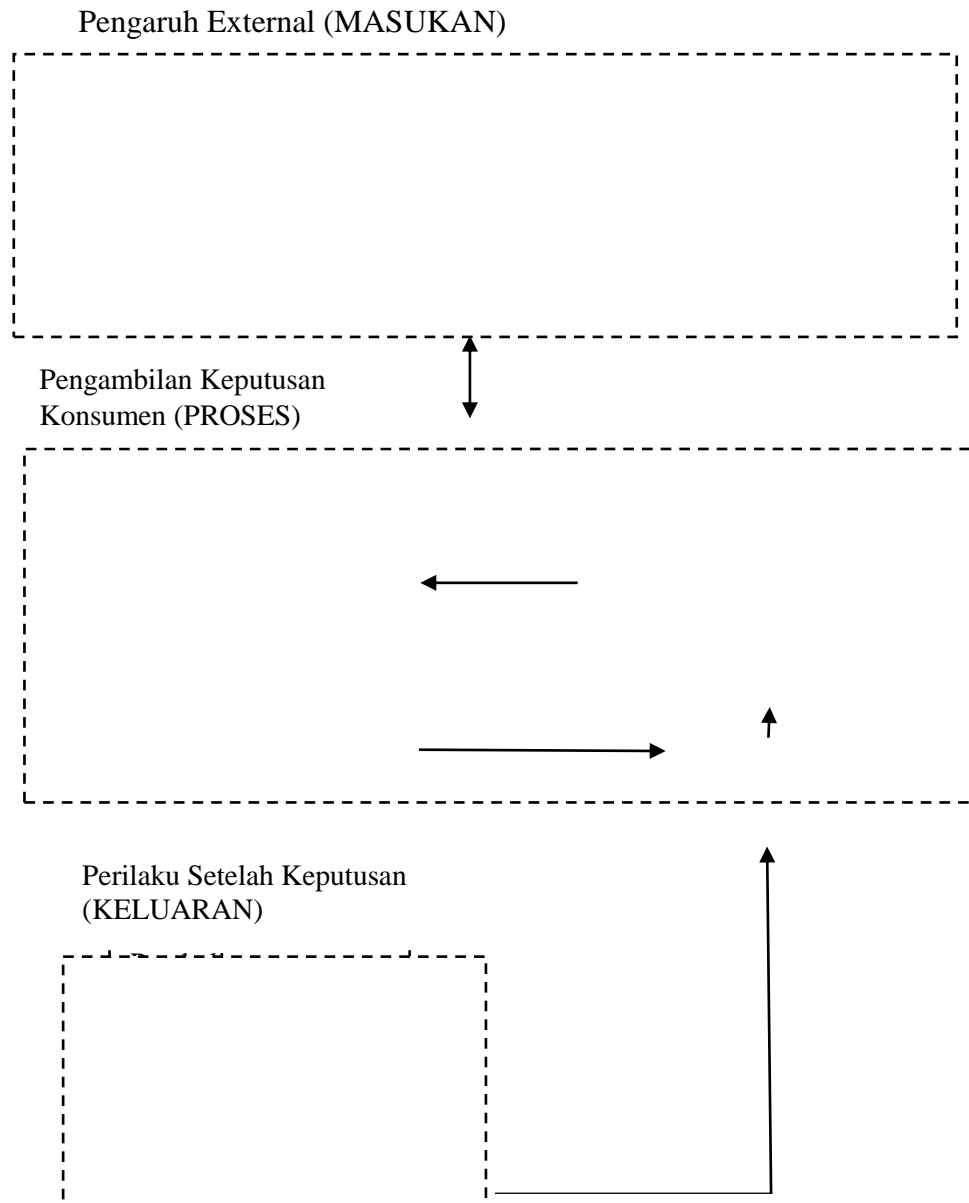 Pengaruh External (MASUKAN)
Pengambilan Keputusan
Konsumen (PROSES)
Perilaku Setelah Keputusan
(KELUARAN)